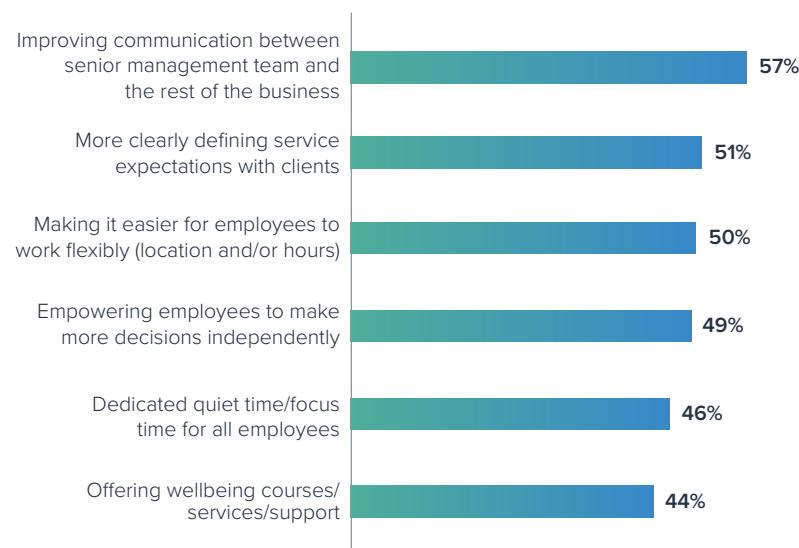 Improving communication between
senior management team and
the rest of the business
57%
More clearly defining service
expectations with clients
51%
Making it easier for employees to
work flexibly (location and/or hours)
50%
Empowering employees to make
more decisions independently
49%
Dedicated quiet time/focus
time for all employees
46%
Offering wellbeing courses/
services/support
44%